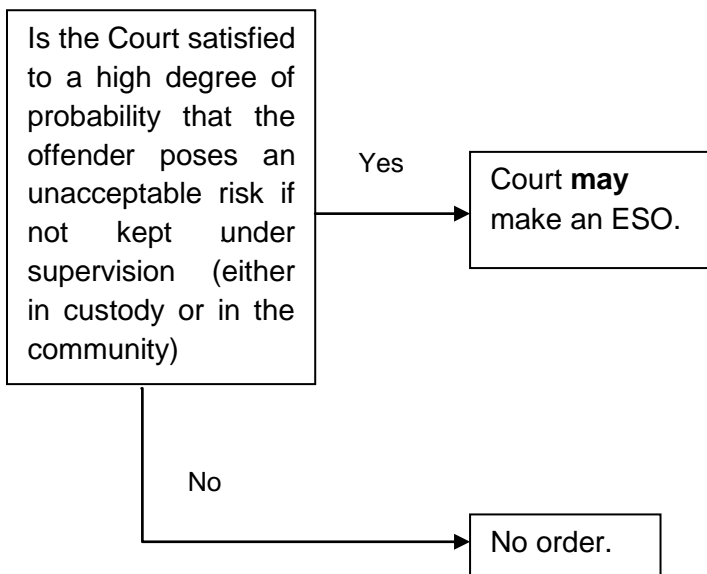 Is the Court satisfied
to a high degree of
probability that the
offender poses an
unacceptable risk if
not kept under
supervision (either
in custody or in the
community)
Yes
Court may
make an ESO.
No
No order.